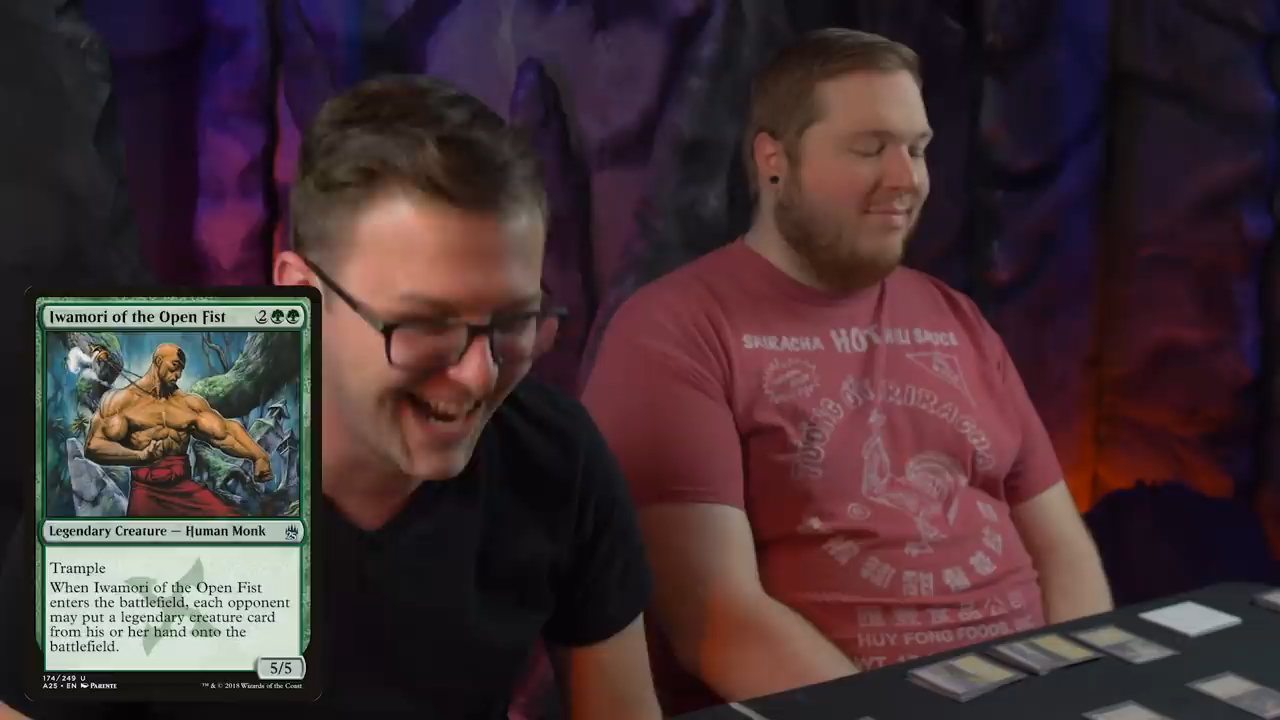 Iwamori of the Open Fist 2
Legendary Creature — Human Monk
Trample
When Iwamori of the Open Fist
enters the battlefield, each opponent
may put a legendary creature card
from his or her hand onto the
battlefield.
5/5
174/249 U
A25 • EN PARENTE
™ & © 2018 Wizards of the Coast
SRIRACHA HOT CHILI SAUCE
HUY FONG FOODS, INC